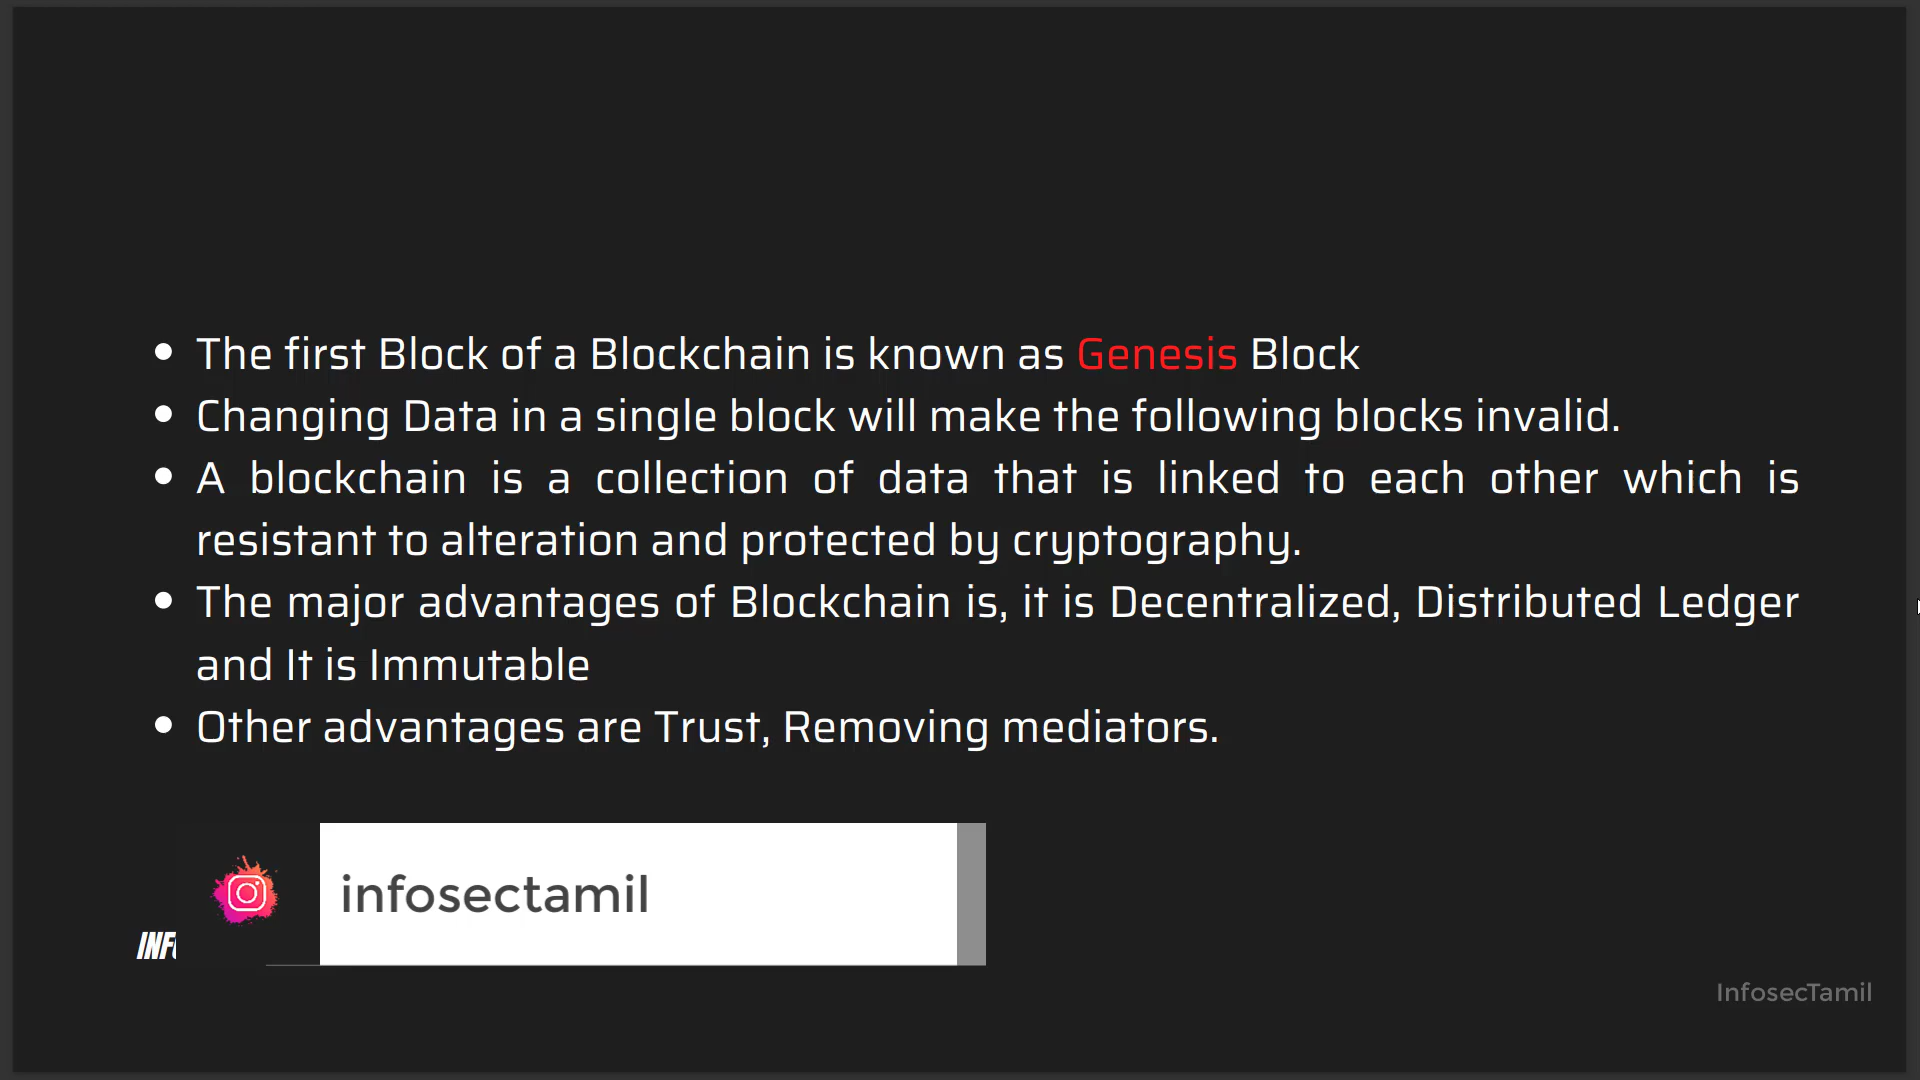 The first Block of a Blockchain is known as Genesis Block
Changing Data in a single block will make the following blocks invalid.
A blockchain is a collection of data that is linked to each other which is
resistant to alteration and protected by cryptography.
The major advantages of Blockchain is, it is Decentralized, Distributed Ledger
and It is Immutable
Other advantages are Trust, Removing mediators.
infosectamil
InfosecTamil